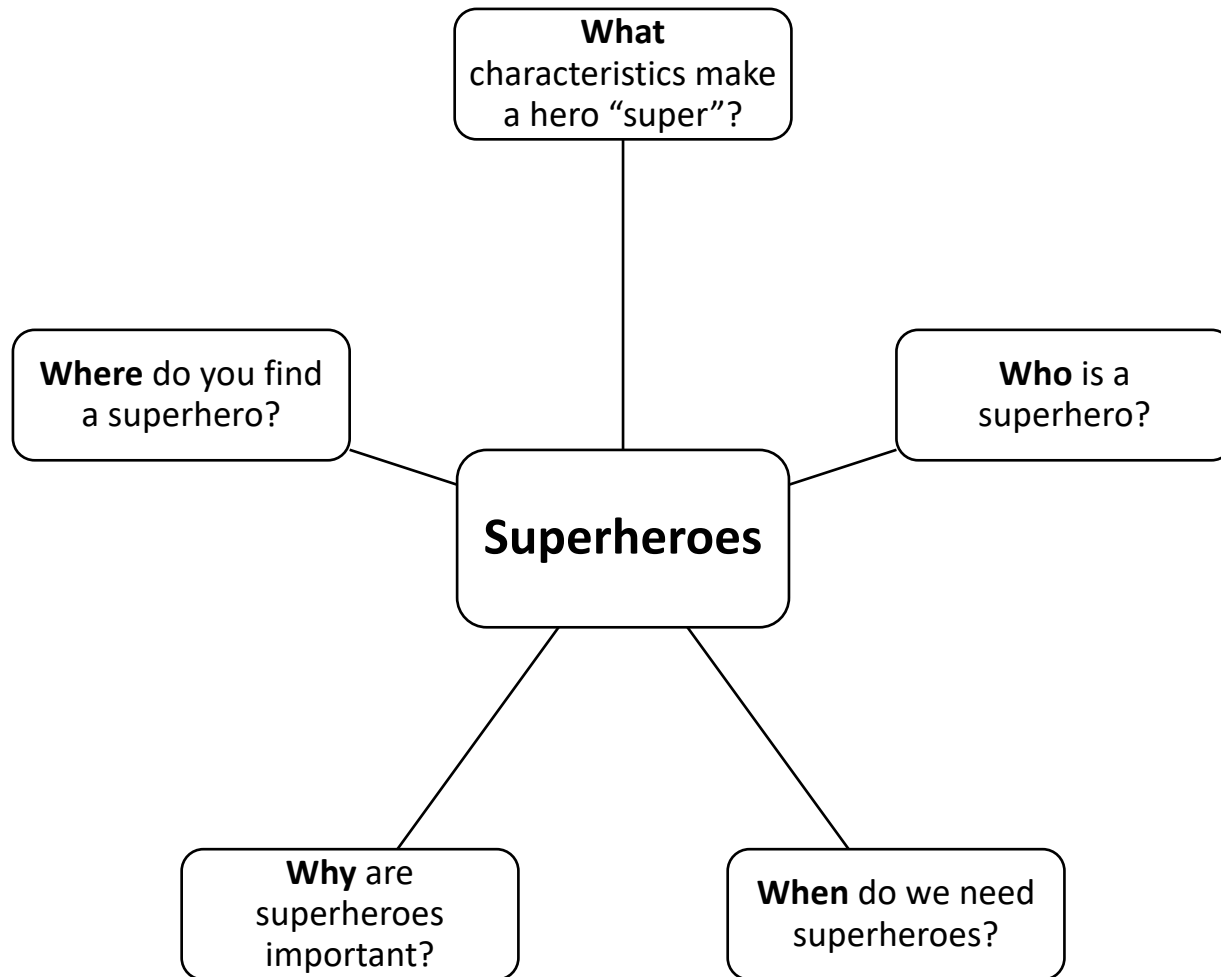 What
characteristics make
a hero “super”?
Where do you find
a superhero?
Who is a
superhero?
Superheroes
Why are
superheroes
important?
When do we need
superheroes?